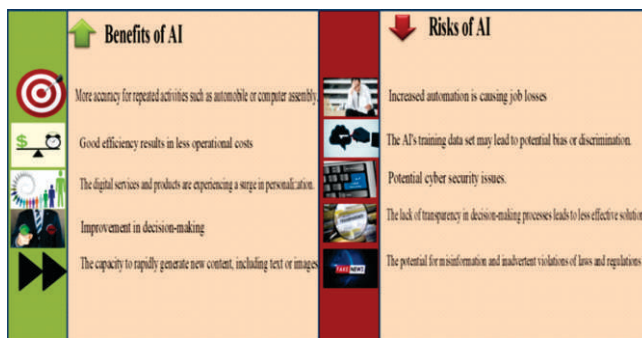 Benefits of AI
More accuracy for repeated activities such as automobile or computer assembly.
Good efficiency results in less operational costs
$
The digital services and products are experiencing a surge in personalication.
Improvement in decision-making
The capacity to rapidly generate new content, including text or images
Risks of AI
Increased automation is causing job losses
The AI's training data set may lead to potential bias or discrimination.
Potential cyber security issues.
The lack of transparency in decision-making processes leads to less effective solution
The potential for misinformation and inadvertent violations of laws and regulations
FAKE NEWS